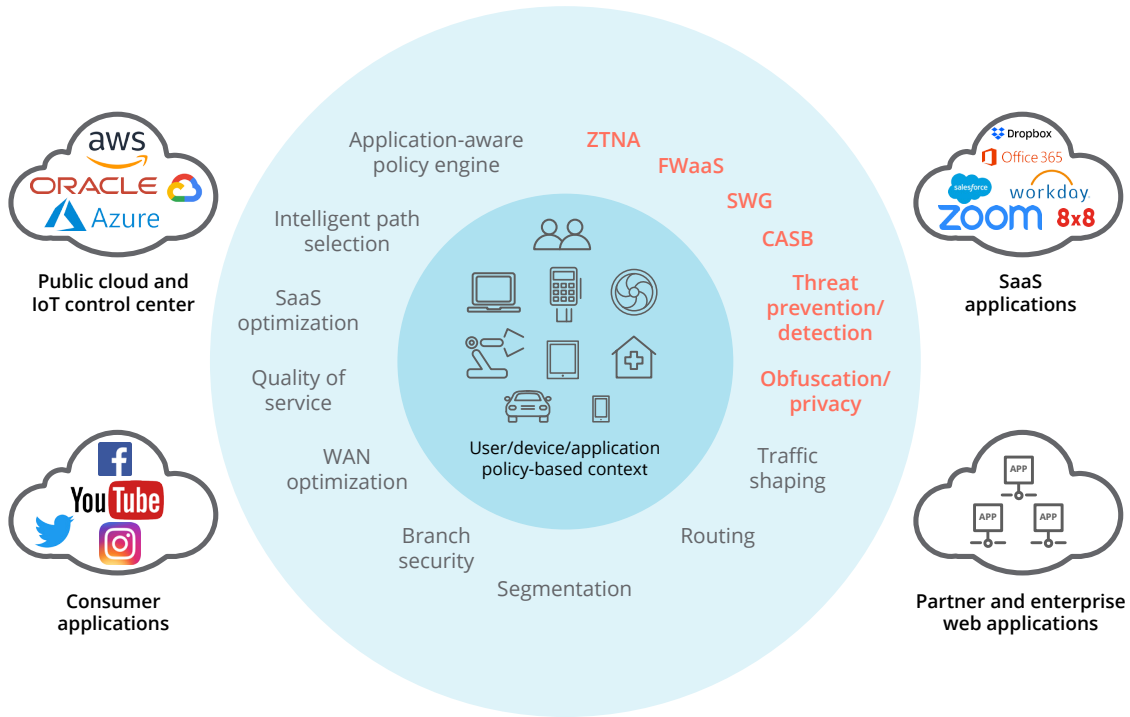 aws
ORACLE
Azure
Public cloud and
IoT control center
facebook
YouTube
Consumer
applications
Application-aware
policy engine
Intelligent path
selection
SaaS
optimization
Quality of
service
WAN
optimization
Branch
security
Segmentation
Routing
Traffic
shaping
ZTNA
FWaaS
SWG
CASB
Threat
prevention/
detection
Obfuscation/
privacy
User/device/application
policy-based context
Dropbox
Office 365
salesforce
workday.
zoom
8x8
SaaS
applications
APP
APP
APP
Partner and enterprise
web applications